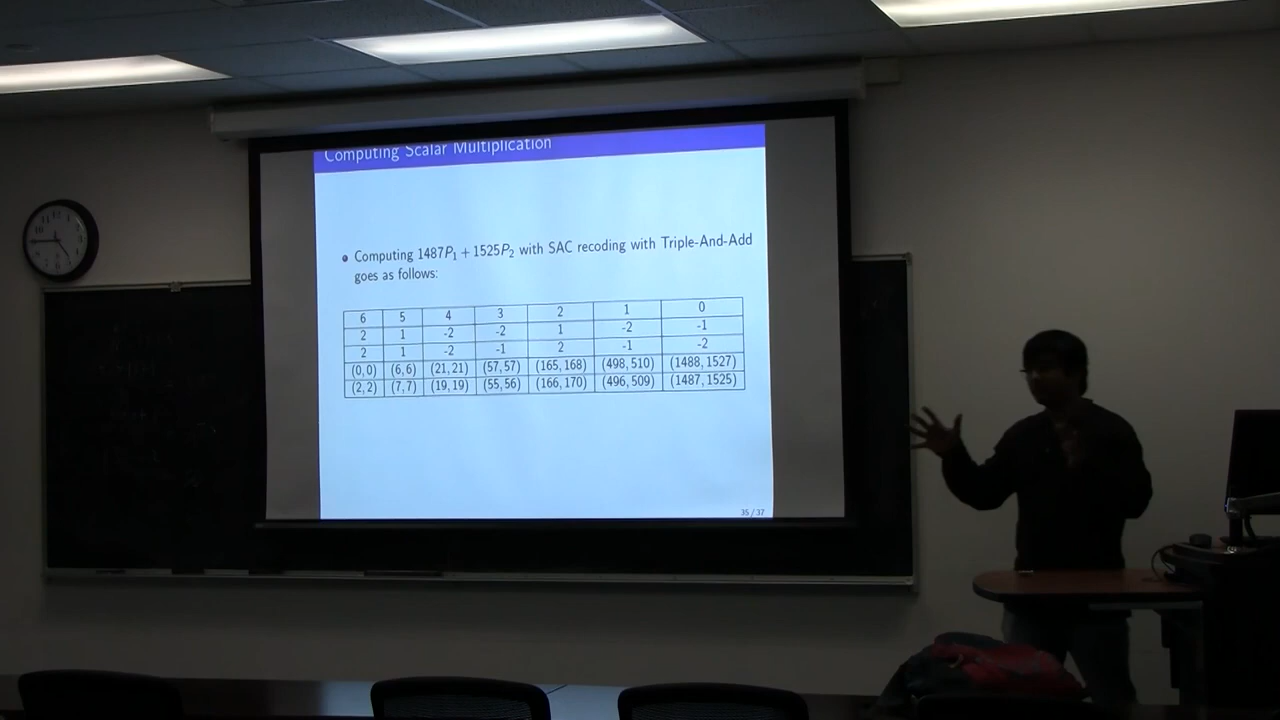 Computing Scalar Multiplication
• Computing 1487P₁ + 1525P₂ with SAC recoding with Triple-And-Add
goes as follows:
6 5 4 3 2 1 0
2 1 -2 -2 1 -2 -1
2 1 -2 -1 2 -1 -2
(0,0) (6,6) (21,21) (57,57) (165,168) (498,510) (1488,1527)
(2,2) (7,7) (19,19) (55,56) (166,170) (496,509) (1487,1525)
35 / 37